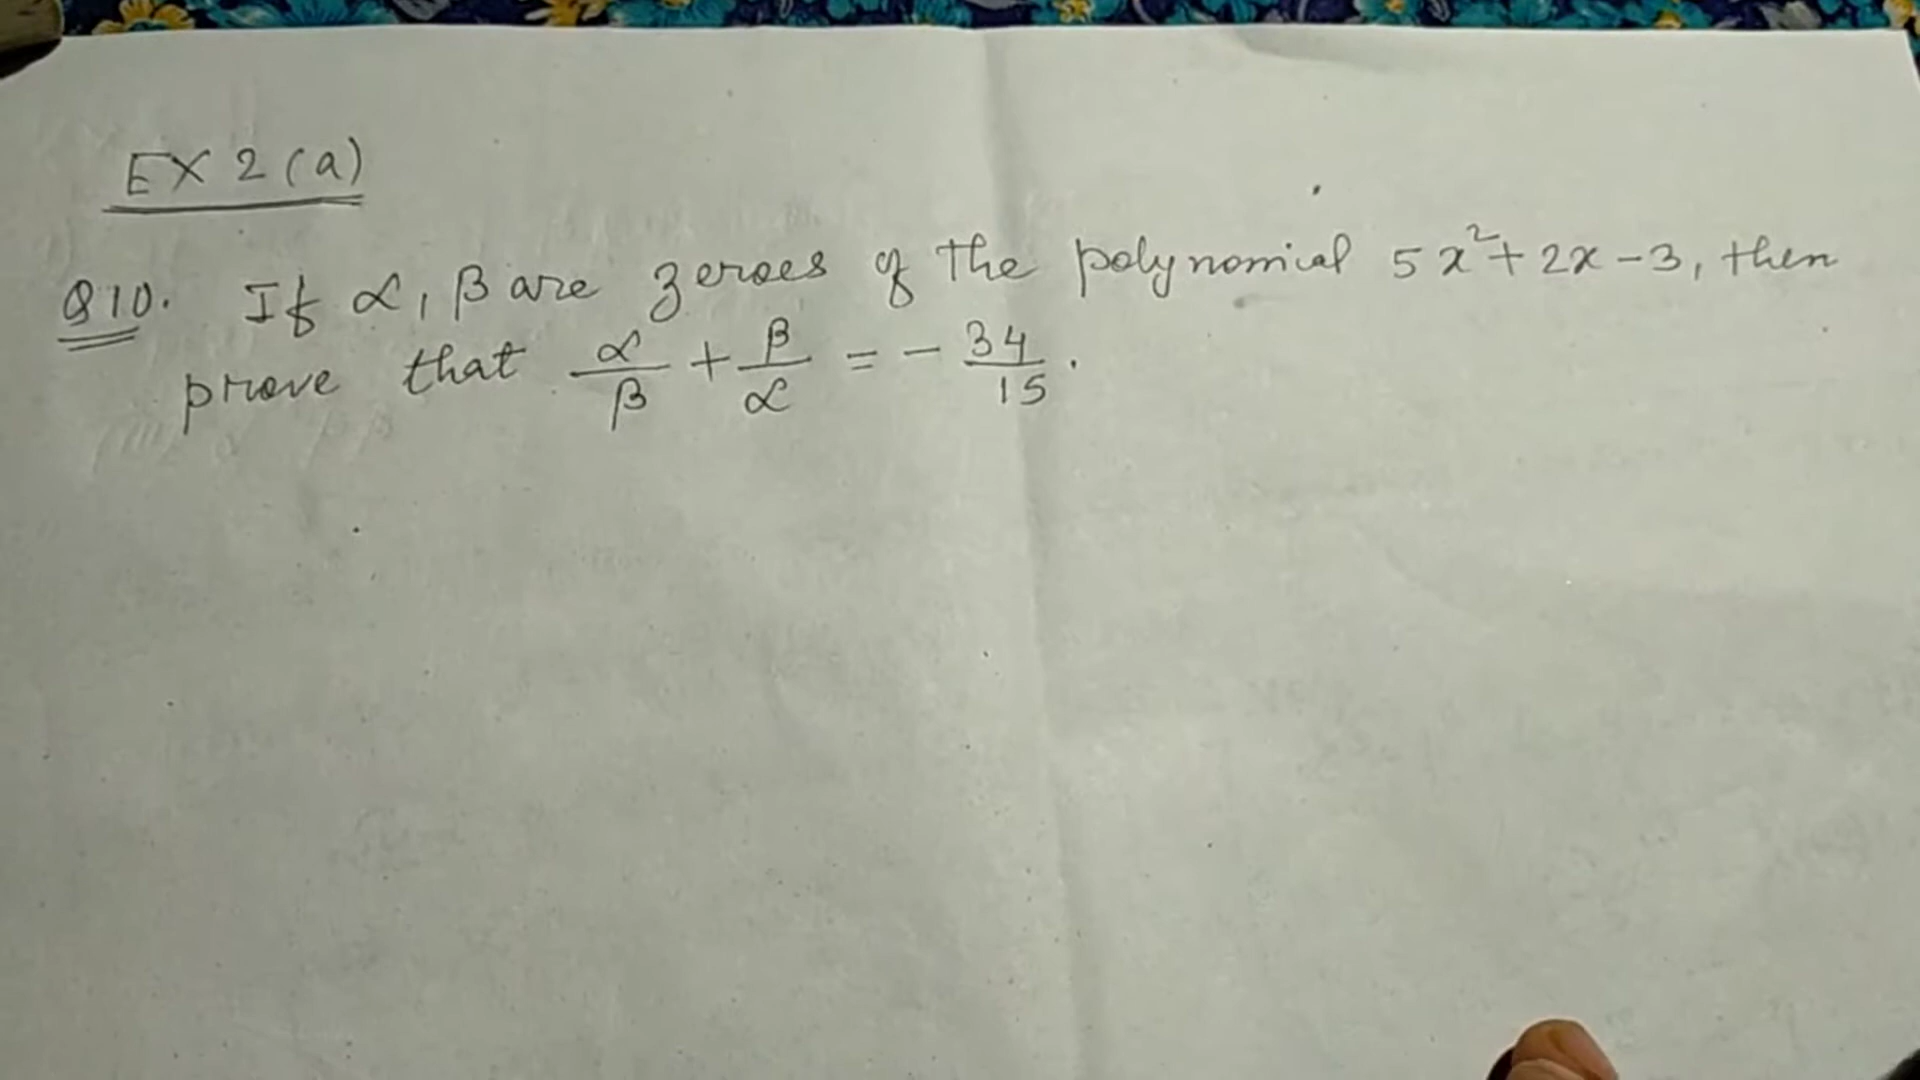 EX 2 (a)
Q10. If α, β are zeroes of the polynomial 5x² + 2x - 3, then
prove that α/β + β/α = - 34/15.